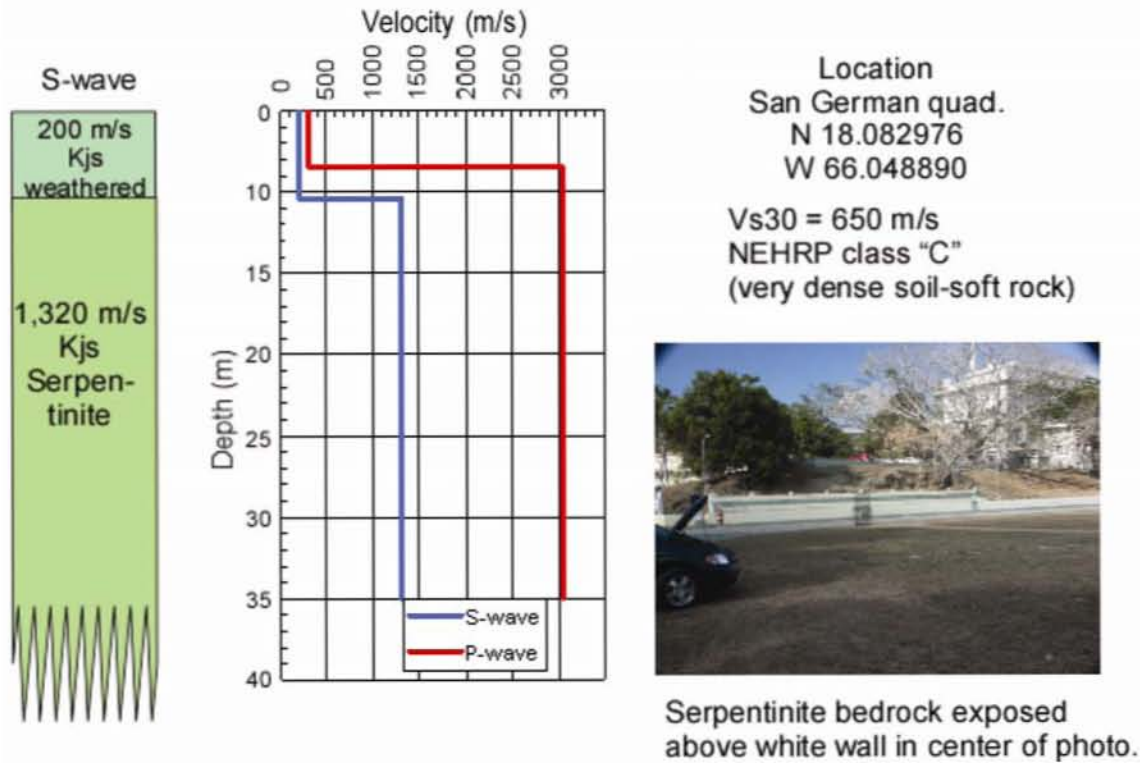 S-wave
200 m/s
Kjs
weathered
1,320 m/s
Kjs
Serpen-
tinite
Velocity (m/s)
0 500 1000 1500 2000 2500 3000
Depth (m)
0
10
15
20
25
30
35
40
S-wave
P-wave
Location
San German quad.
N 18.082976
W 66.048890
Vs30 = 650 m/s
NEHRP class “C”
(very dense soil-soft rock)
Serpentinite bedrock exposed
above white wall in center of photo.